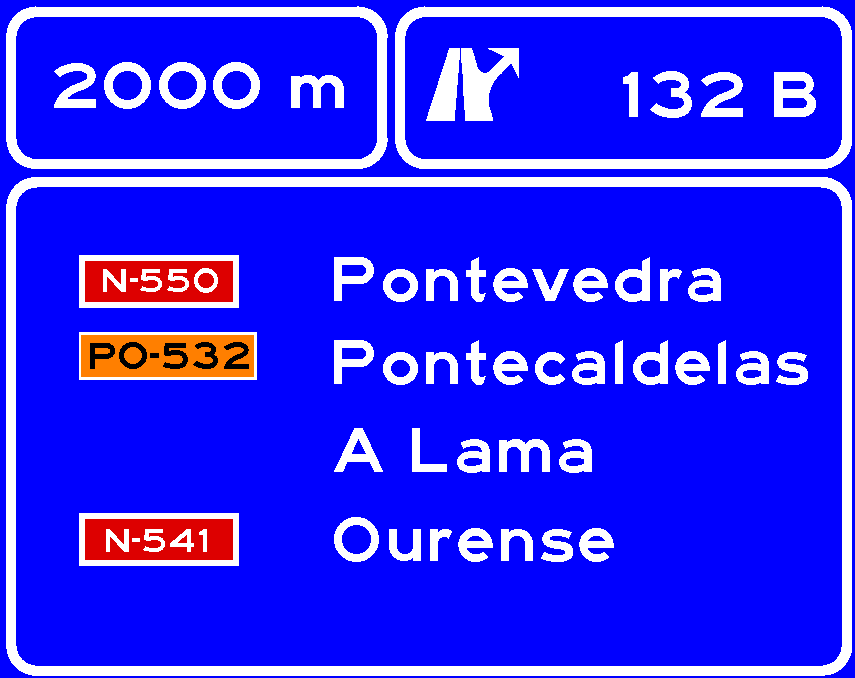 2000 m
132 B
N-550 Pontevedra
PO-532 Pontecaldelas
A Lama
N-541 Ourense